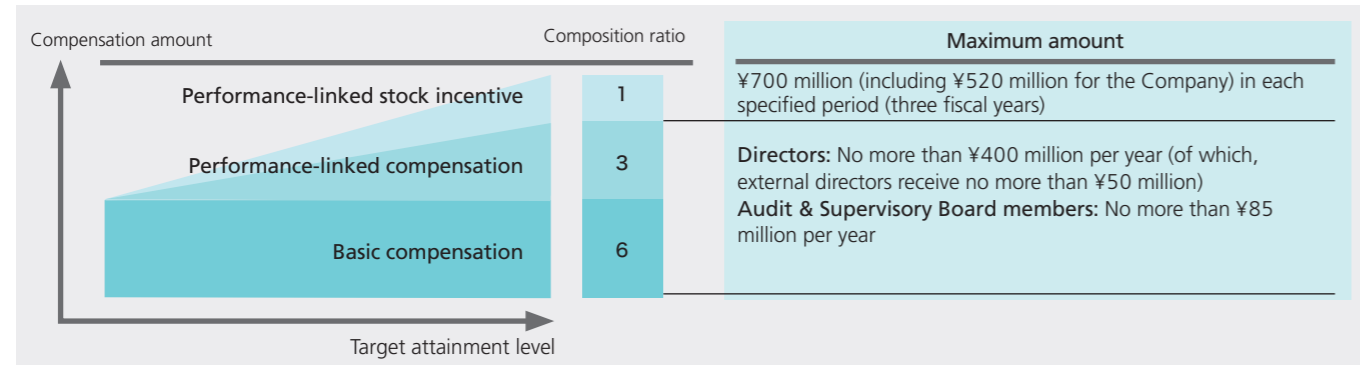 Compensation amount
Composition ratio
Maximum amount
Performance-linked stock incentive
1
¥700 million (including ¥520 million for the Company) in each
specified period (three fiscal years)
Performance-linked compensation
3
Directors: No more than ¥400 million per year (of which,
external directors receive no more than ¥50 million)
Audit & Supervisory Board members: No more than ¥85
million per year
Basic compensation
6
Target attainment level